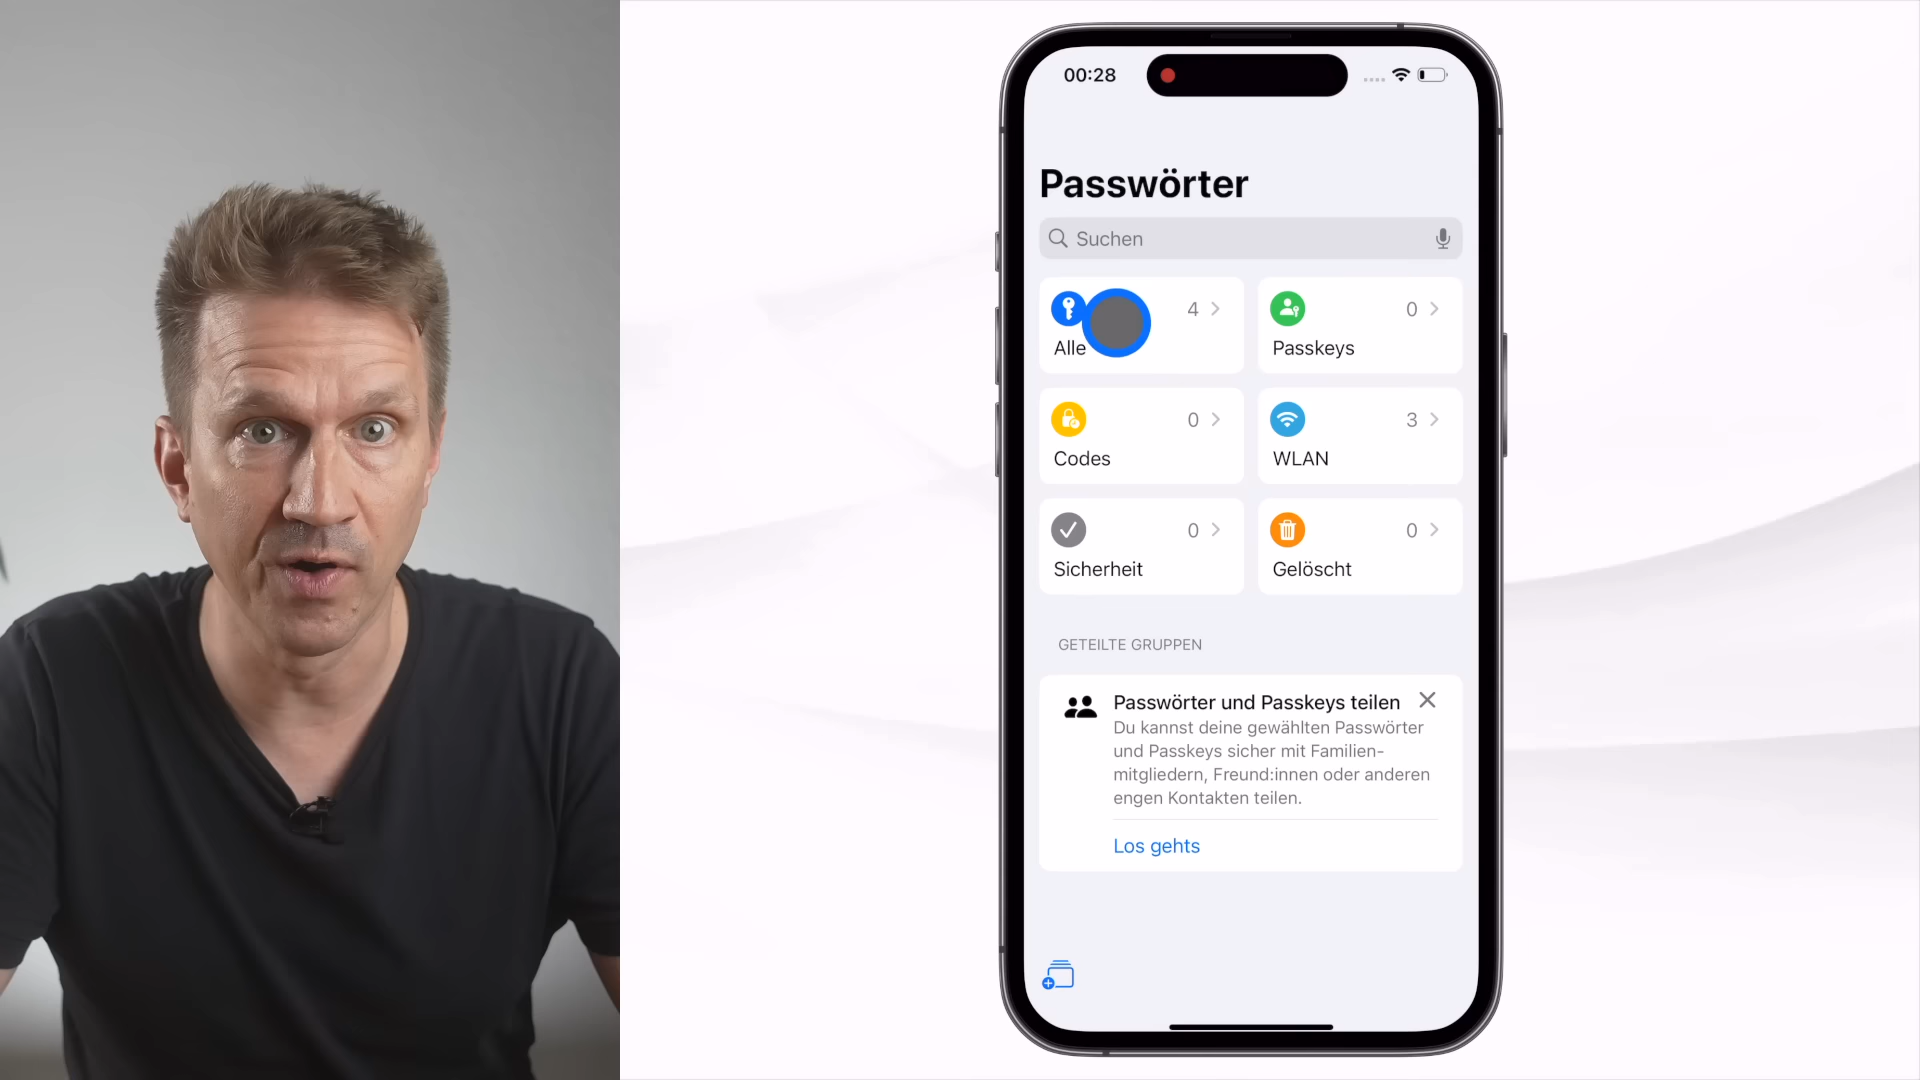 00:28
Passwörter
Suchen
4
Alle
0
Passkeys
0
Codes
3
WLAN
0
Sicherheit
0
Gelöscht
GETEILTE GRUPPEN
Passwörter und Passkeys teilen
Du kannst deine gewählten Passwörter
und Passkeys sicher mit Familien-
mitgliedern, Freund:innen oder anderen
engen Kontakten teilen.
Los gehts